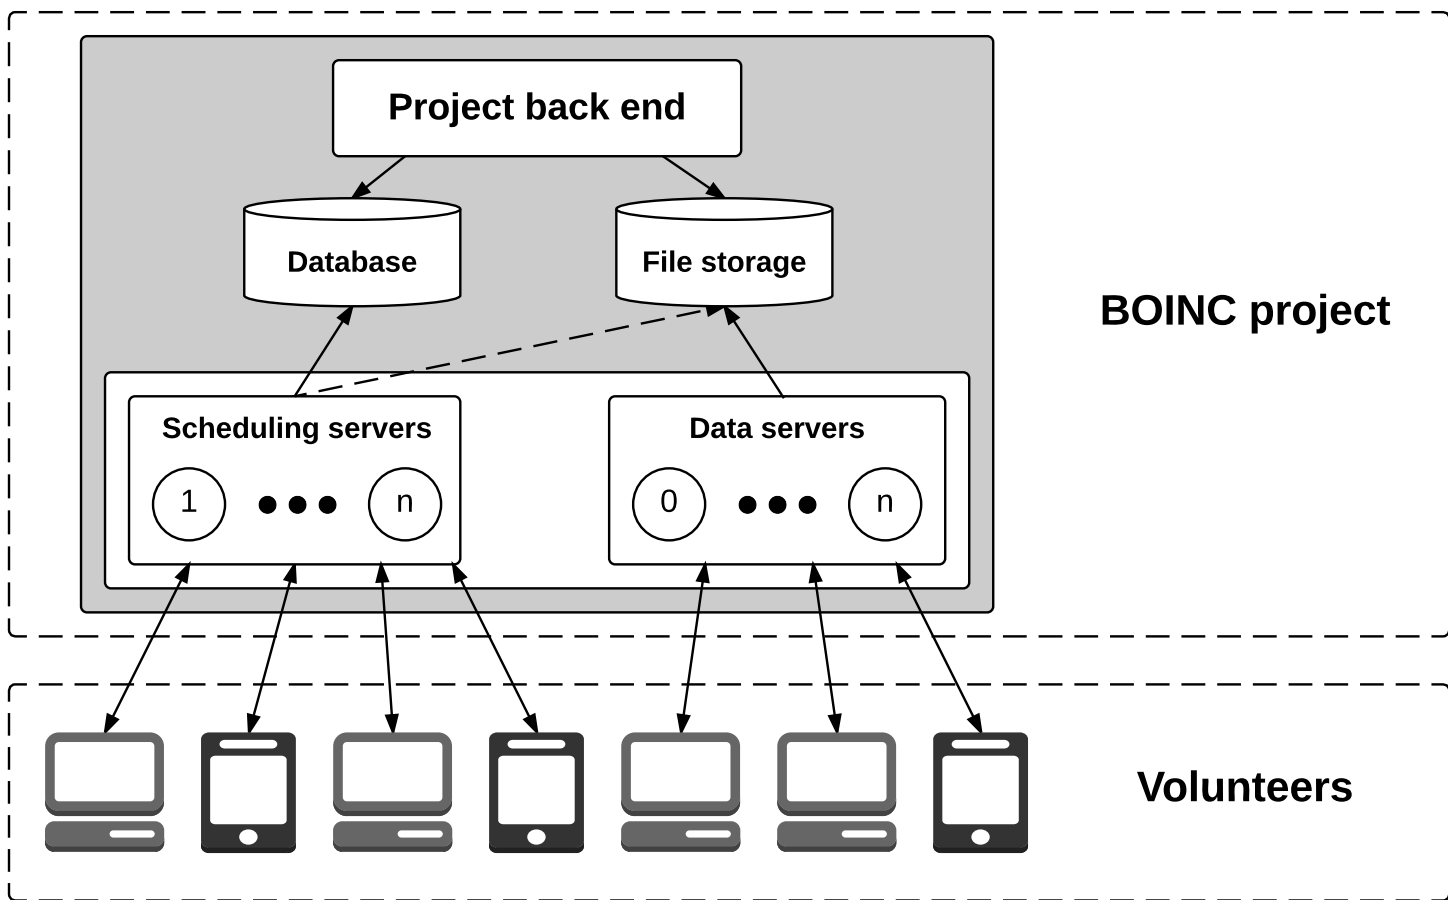 Project back end
Database
File storage
BOINC project
Scheduling servers
Data servers
1
n
0
n
Volunteers